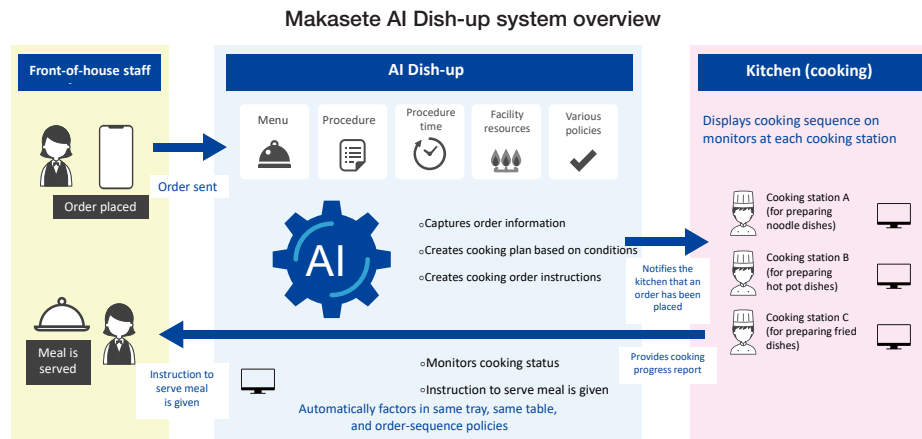 Makasete AI Dish-up system overview
Front-of-house staff
Order placed
Order sent
Meal is
served
Instruction to
serve meal
is given
AI Dish-up
Menu
Procedure
Procedure
time
Facility
resources
Various
policies
AI
○Captures order information
○Creates cooking plan based on conditions
○Creates cooking order instructions
○Monitors cooking status
○Instruction to serve meal is given
Automatically factors in same tray, same table,
and order-sequence policies
Notifies the
kitchen that an
order has been
placed
Provides cooking
progress report
Kitchen (cooking)
Displays cooking sequence on
monitors at each cooking station
Cooking station A
(for preparing
noodle dishes)
Cooking station B
(for preparing
hot pot dishes)
Cooking station C
(for preparing fried
dishes)